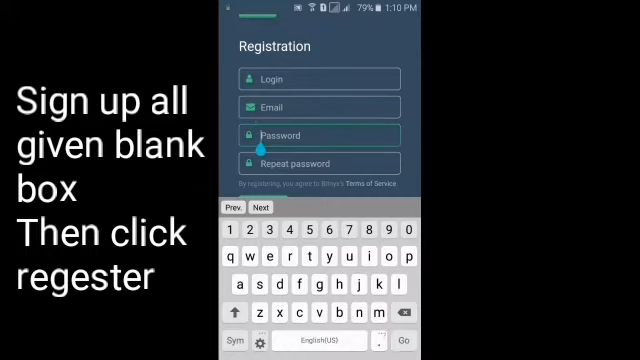 79% 1:10 PM
Sign up all
given blank
box
Then click
regester
Registration
Login
Email
Password
Repeat password
By registering, you agree to Bitnyx's Terms of Service
Prev. Next
1 2 3 4 5 6 7 8 9 0
q w e r t y u i o p
a s d f g h j k l
z x c v b n m
Sym English(US) . Go